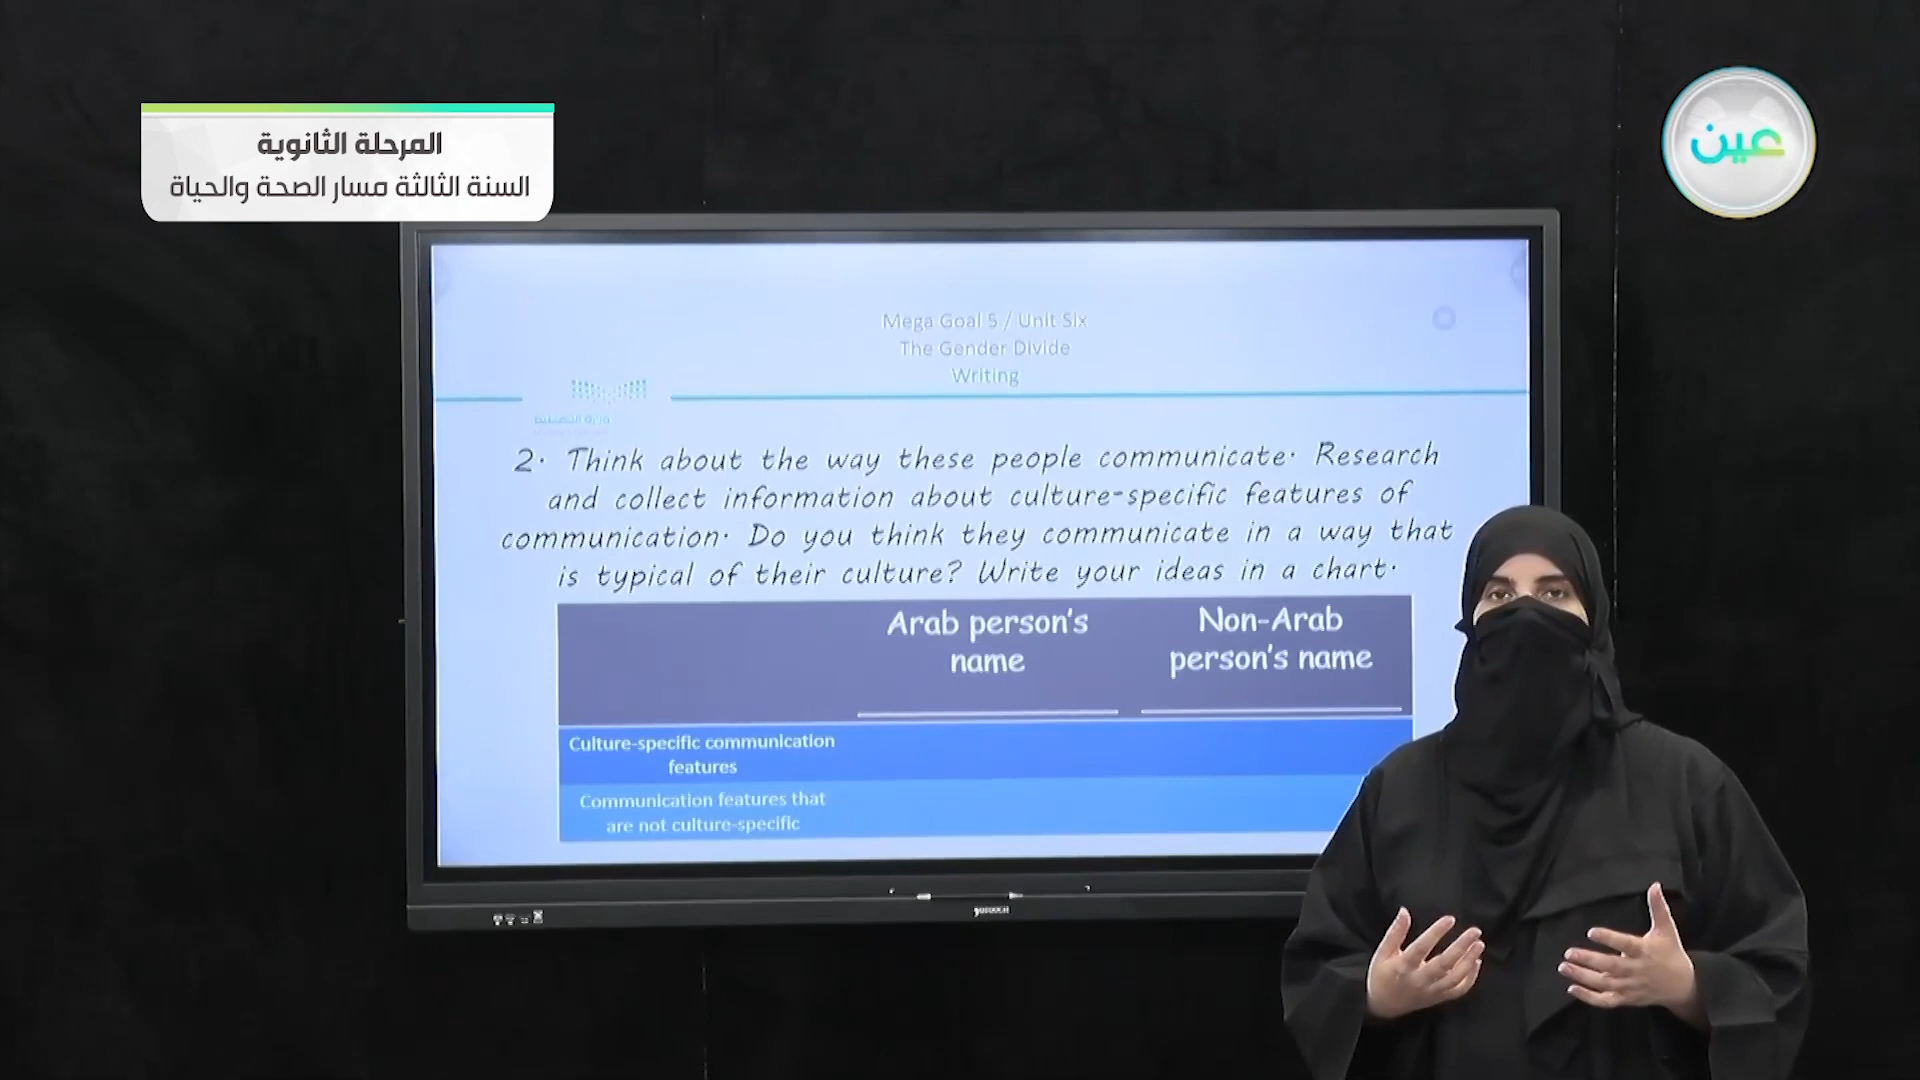 المرحلة الثانوية
السنة الثالثة مسار الصحة والحياة
عين
Mega Goal 5 / Unit Six
The Gender Divide
Writing
وزارة التعليم
2. Think about the way these people communicate. Research
and collect information about culture-specific features of
communication. Do you think they communicate in a way that
is typical of their culture? Write your ideas in a chart.
Arab person's
name
Non-Arab
person's name
Culture-specific communication
features
Communication features that
are not culture-specific